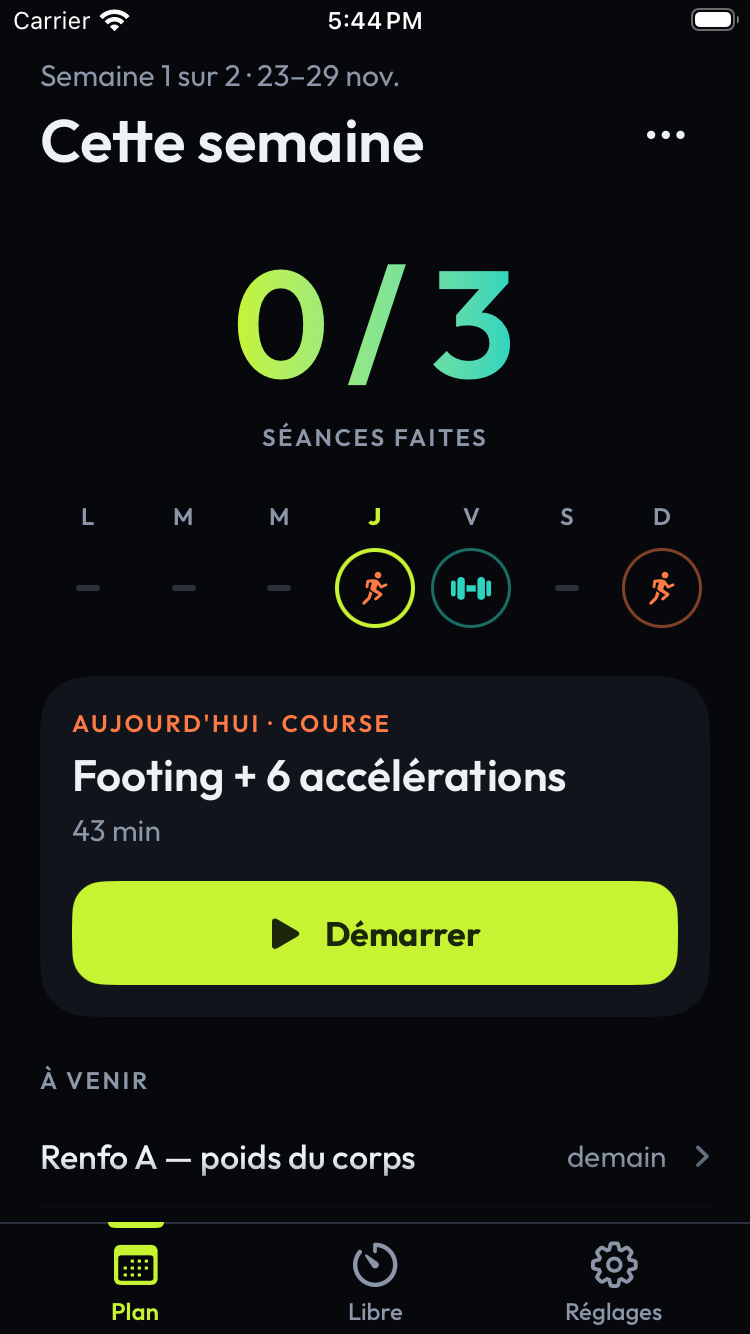 Carrier 5:44 PM
Semaine 1 sur 2 · 23–29 nov.
Cette semaine
0/3
SÉANCES FAITES
L M M J V S D
AUJOURD'HUI · COURSE
Footing + 6 accélérations
43 min
Démarrer
À VENIR
Renfo A — poids du corps demain
Plan Libre Réglages